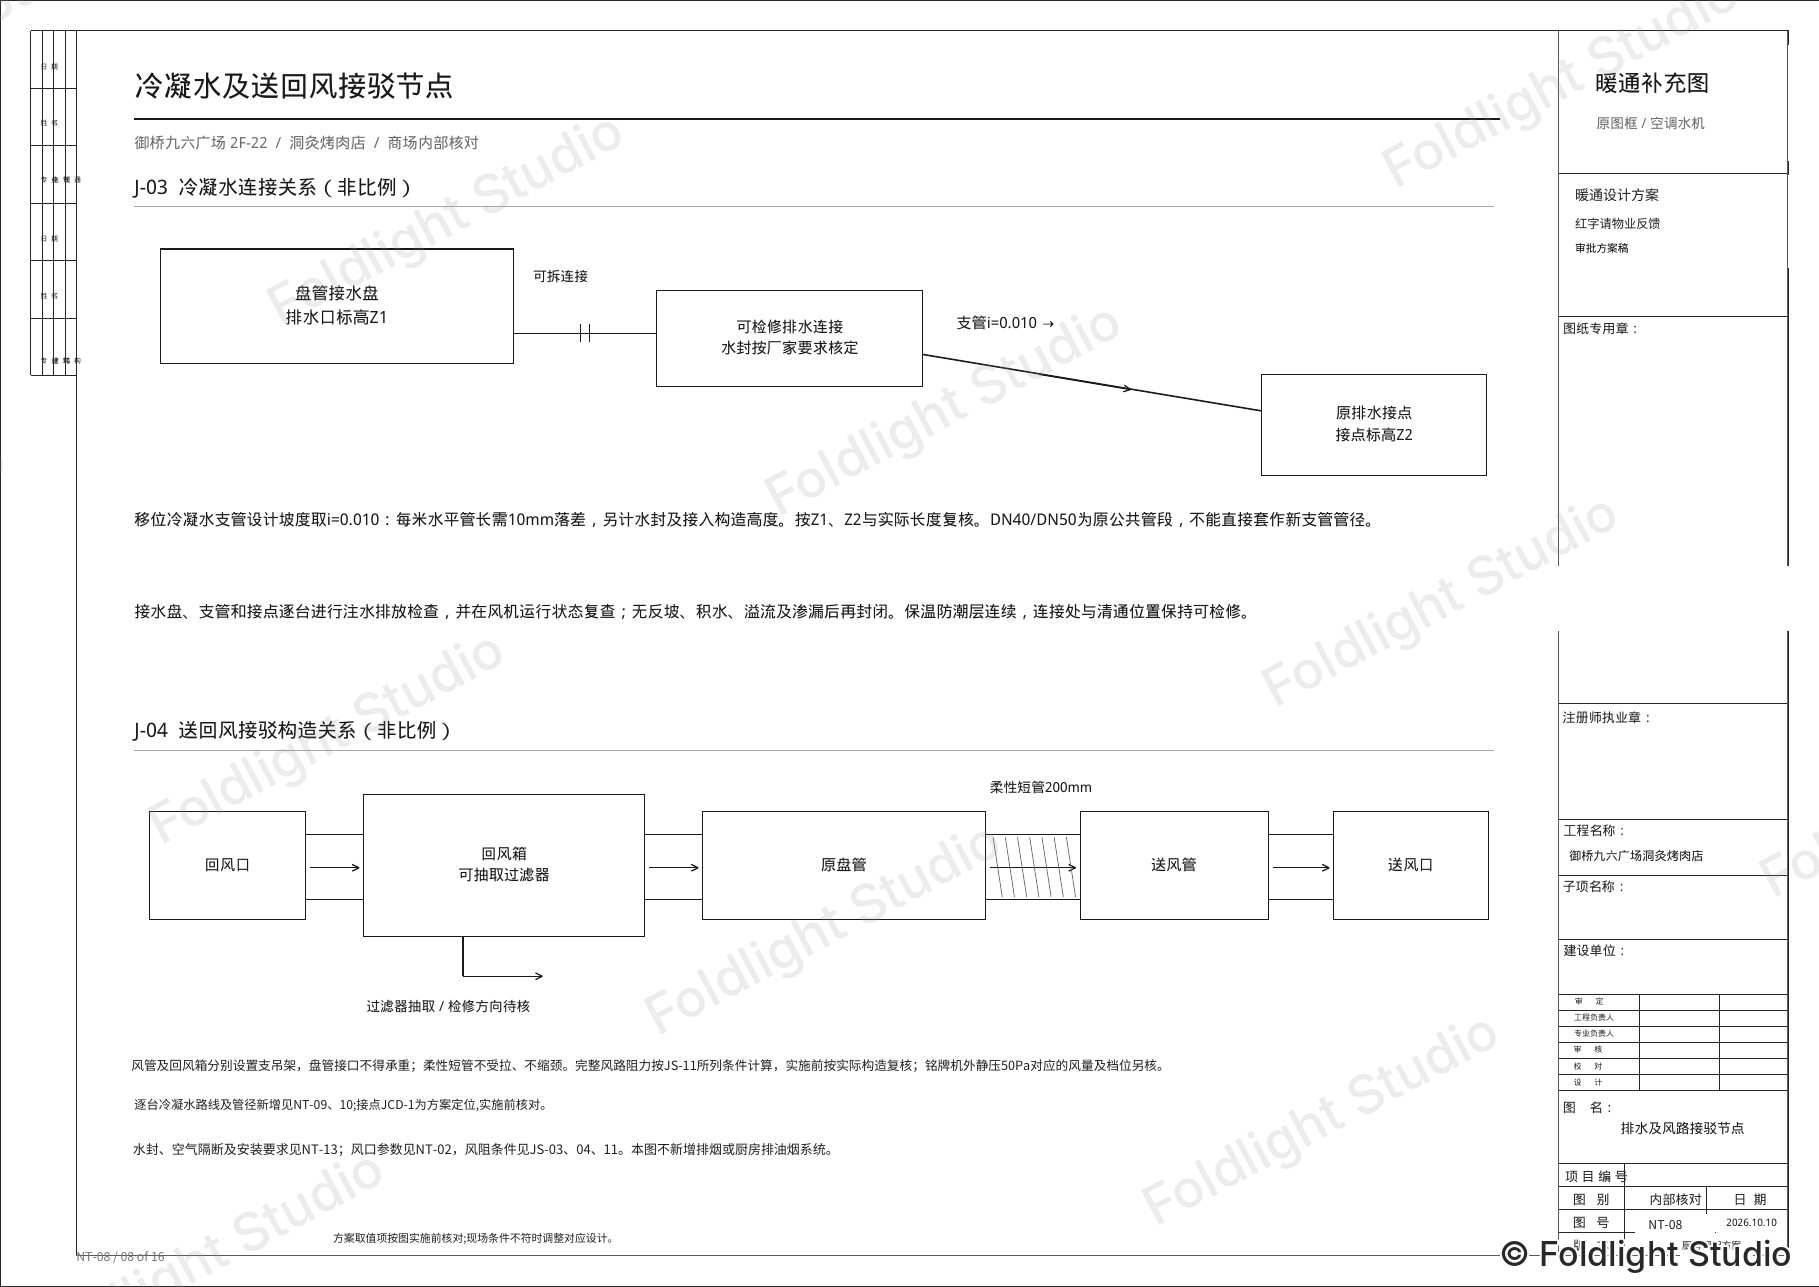 日 期
姓 名
日 期
姓 名
冷凝水及送回风接驳节点
御桥九六广场 2F-22 / 洞灸烤肉店 / 商场内部核对
J-03 冷凝水连接关系（非比例）
盘管接水盘
排水口标高Z1
可拆连接
可检修排水连接
水封按厂家要求核定
支管i=0.010 →
原排水接点
接点标高Z2
移位冷凝水支管设计坡度取i=0.010：每米水平管长需10mm落差，另计水封及接入构造高度。按Z1、Z2与实际长度复核。DN40/DN50为原公共管段，不能直接套作新支管管径。
接水盘、支管和接点逐台进行注水排放检查，并在风机运行状态复查；无反坡、积水、溢流及渗漏后再封闭。保温防潮层连续，连接处与清通位置保持可检修。
J-04 送回风接驳构造关系（非比例）
柔性短管200mm
回风口
回风箱
可抽取过滤器
原盘管
送风管
送风口
过滤器抽取 / 检修方向待核
风管及回风箱分别设置支吊架，盘管接口不得承重；柔性短管不受拉、不缩颈。完整风路阻力按JS-11所列条件计算，实施前按实际构造复核；铭牌机外静压50Pa对应的风量及档位另核。
逐台冷凝水路线及管径新增见NT-09、10;接点JCD-1为方案定位,实施前核对。
水封、空气隔断及安装要求见NT-13；风口参数见NT-02，风阻条件见JS-03、04、11。本图不新增排烟或厨房排油烟系统。
方案取值项按图实施前核对;现场条件不符时调整对应设计。
NT-08 / 08 of 16
暖通补充图
原图框 / 空调水机
暖通设计方案
红字请物业反馈
审批方案稿
图纸专用章：
注册师执业章：
工程名称：
御桥九六广场洞灸烤肉店
子项名称：
建设单位：
审 定
工程负责人
专业负责人
审 核
校 对
设 计
图 名：
排水及风路接驳节点
项目编号
图 别 内部核对 日 期
图 号 NT-08 2026.10.10
© Foldlight Studio
Foldlight Studio
Foldlight Studio
Foldlight Studio
Foldlight Studio
Foldlight Studio
Foldlight Studio
Foldlight Studio
Foldlight Studio